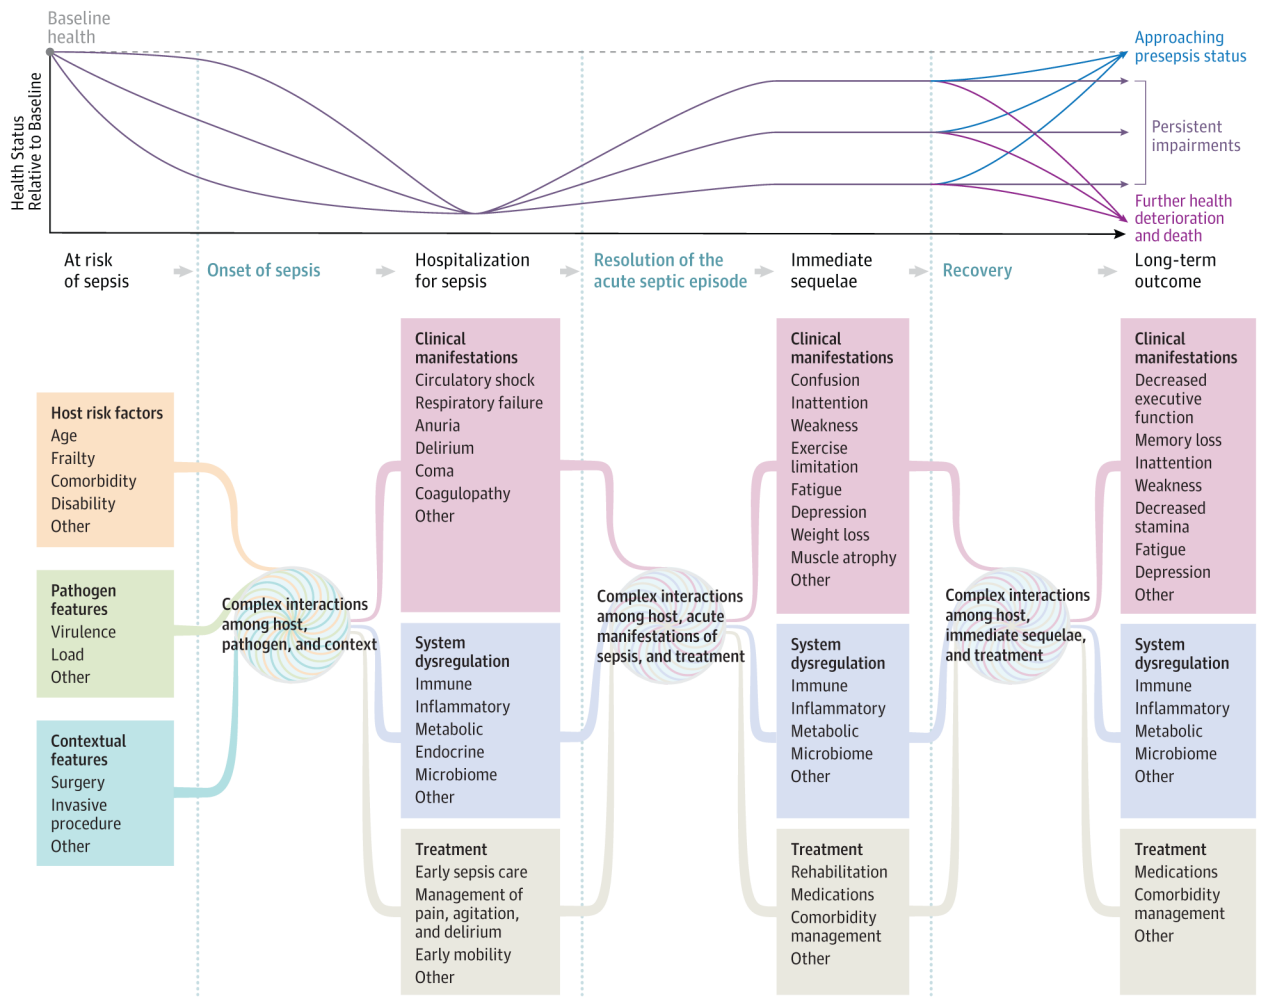 Baseline
health
Approaching
presepsis status
Persistent
impairments
Further health
deterioration
and death
Health Status
Relative to Baseline
At risk
of sepsis
Onset of sepsis
Hospitalization
for sepsis
Resolution of the
acute septic episode
Immediate
sequelae
Recovery
Long-term
outcome
Host risk factors
Age
Frailty
Comorbidity
Disability
Other
Pathogen
features
Virulence
Load
Other
Contextual
features
Surgery
Invasive
procedure
Other
Complex interactions
among host,
pathogen, and context
Clinical
manifestations
Circulatory shock
Respiratory failure
Anuria
Delirium
Coma
Coagulopathy
Other
System
dysregulation
Immune
Inflammatory
Metabolic
Endocrine
Microbiome
Other
Treatment
Early sepsis care
Management of
pain, agitation,
and delirium
Early mobility
Other
Complex interactions
among host, acute
manifestations of
sepsis, and treatment
Clinical
manifestations
Confusion
Inattention
Weakness
Exercise
limitation
Fatigue
Depression
Weight loss
Muscle atrophy
Other
System
dysregulation
Immune
Inflammatory
Metabolic
Microbiome
Other
Treatment
Rehabilitation
Medications
Comorbidity
management
Other
Complex interactions
among host,
immediate sequelae,
and treatment
Clinical
manifestations
Decreased
executive
function
Memory loss
Inattention
Weakness
Decreased
stamina
Fatigue
Depression
Other
System
dysregulation
Immune
Inflammatory
Metabolic
Microbiome
Other
Treatment
Medications
Comorbidity
management
Other